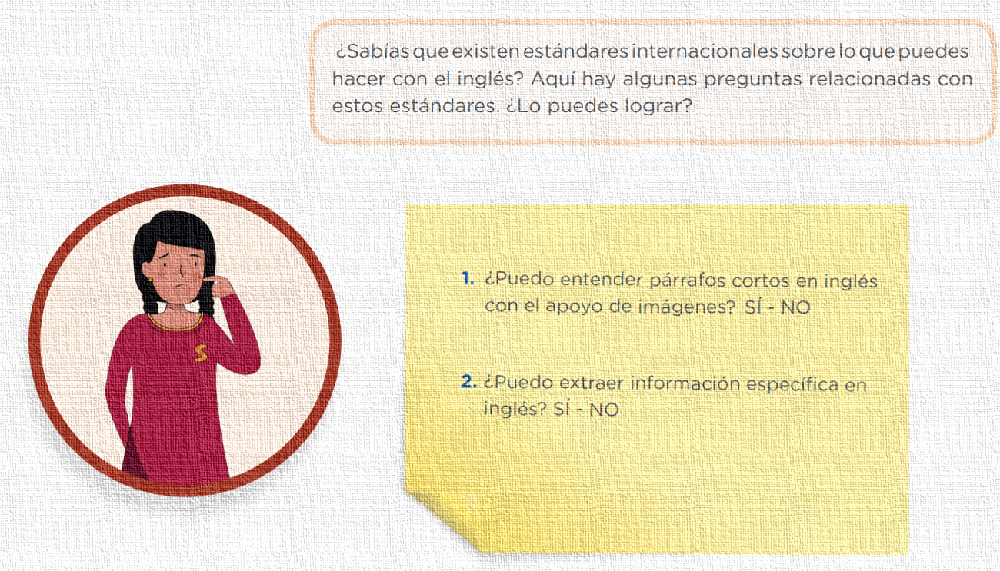 ¿Sabías que existen estándares internacionales sobre lo que puedes
hacer con el inglés? Aquí hay algunas preguntas relacionadas con
estos estándares. ¿Lo puedes lograr?
S
1. ¿Puedo entender párrafos cortos en inglés
con el apoyo de imágenes? SÍ - NO
2. ¿Puedo extraer información específica en
inglés? SÍ - NO